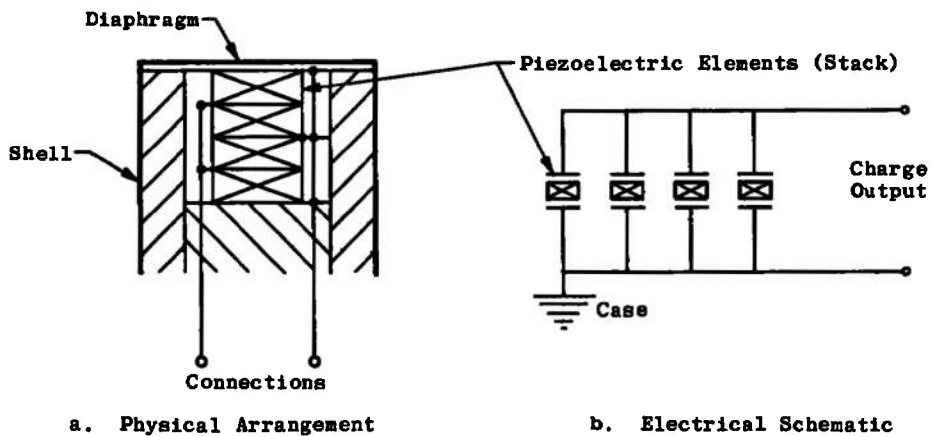 Diaphragm
Piezoelectric Elements (Stack)
Shell
Charge
Output
Case
Connections
a. Physical Arrangement
b. Electrical Schematic